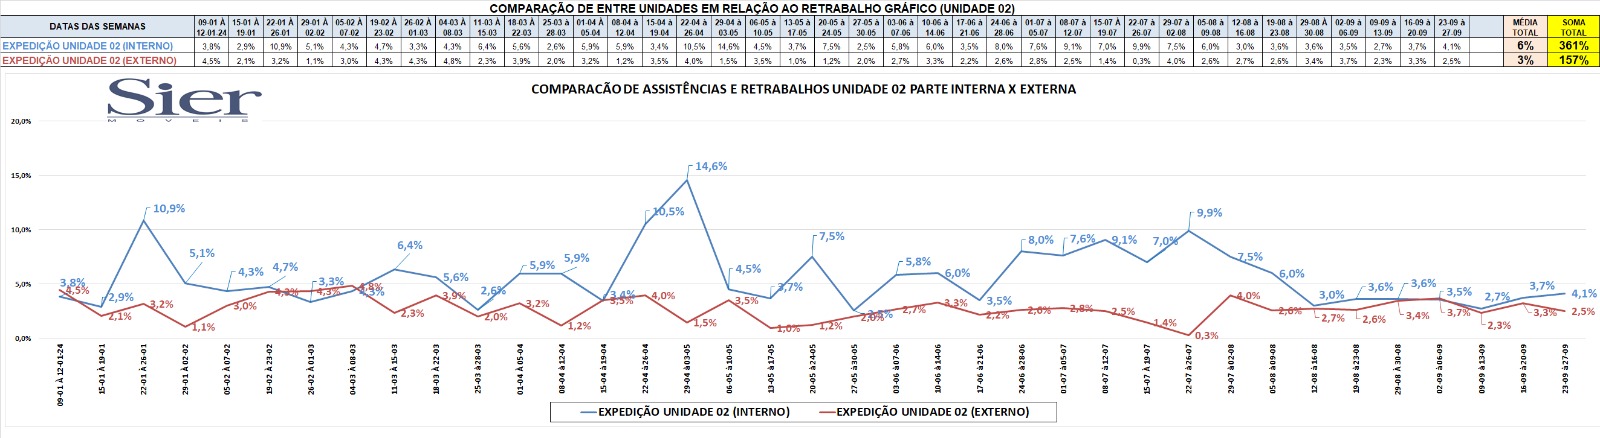 COMPARAÇÃO DE ENTRE UNIDADES EM RELAÇÃO AO RETRABALHO GRÁFICO (UNIDADE 02)
DATAS DAS SEMANAS 09-01 À 12-01-24 15-01 À 19-01 22-01 À 26-01 29-01 À 02-02 05-02 À 07-02 19-02 À 23-02 26-02 À 01-03 04-03 À 08-03 11-03 À 15-03 18-03 À 22-03 25-03 À 28-03 01-04 À 05-04 08-04 À 12-04 15-04 À 19-04 22-04 À 26-04 29-04 À 03-05 06-05 À 10-05 13-05 À 17-05 20-05 À 24-05 27-05 À 30-05 03-06 à 07-06 10-06 à 14-06 17-06 à 21-06 24-06 à 28-06 01-07 à 05-07 08-07 à 12-07 15-07 à 19-07 22-07 à 26-07 29-07 à 02-08 05-08 à 09-08 12-08 à 16-08 19-08 à 23-08 29-08 À 30-08 02-09 à 06-09 09-09 à 13-09 16-09 à 20-09 23-09 à 27-09 MÉDIA TOTAL SOMA TOTAL
EXPEDIÇÃO UNIDADE 02 (INTERNO) 3,8% 2,9% 10,9% 5,1% 4,3% 4,7% 3,3% 4,3% 6,4% 5,6% 2,6% 5,9% 5,9% 3,4% 10,5% 14,6% 4,5% 3,7% 7,5% 2,5% 5,8% 6,0% 3,5% 8,0% 7,6% 9,1% 7,0% 9,9% 7,5% 6,0% 3,0% 3,6% 3,6% 3,5% 2,7% 3,7% 4,1% 6% 361%
EXPEDIÇÃO UNIDADE 02 (EXTERNO) 4,5% 2,1% 3,2% 1,1% 3,0% 4,3% 4,3% 4,8% 2,3% 3,9% 2,0% 3,2% 1,2% 3,5% 4,0% 1,5% 3,5% 1,0% 1,2% 2,0% 2,7% 3,3% 2,2% 2,6% 2,8% 2,5% 1,4% 0,3% 4,0% 2,6% 2,7% 2,6% 3,4% 3,7% 2,3% 3,3% 2,5% 3% 157%
Sier
MÓVEIS
COMPARACÃO DE ASSISTÊNCIAS E RETRABALHOS UNIDADE 02 PARTE INTERNA X EXTERNA
20,0%
15,0%
10,0%
5,0%
0,0%
3,8% 2,9% 10,9% 5,1% 4,3% 4,7% 3,3% 4,3% 6,4% 5,6% 2,6% 5,9% 5,9% 3,4% 10,5% 14,6% 4,5% 3,7% 7,5% 2,5% 5,8% 6,0% 3,5% 8,0% 7,6% 9,1% 7,0% 9,9% 7,5% 6,0% 3,0% 3,6% 3,6% 3,5% 2,7% 3,7% 4,1%
4,5% 2,1% 3,2% 1,1% 3,0% 4,3% 4,3% 4,8% 2,3% 3,9% 2,0% 3,2% 1,2% 3,5% 4,0% 1,5% 3,5% 1,0% 1,2% 2,0% 2,7% 3,3% 2,2% 2,6% 2,8% 2,5% 1,4% 0,3% 4,0% 2,6% 2,7% 2,6% 3,4% 3,7% 2,3% 3,3% 2,5%
09-01 À 12-01-24
15-01 À 19-01
22-01 À 26-01
29-01 À 02-02
05-02 À 07-02
19-02 À 23-02
26-02 À 01-03
04-03 À 08-03
11-03 À 15-03
18-03 À 22-03
25-03 À 28-03
01-04 À 05-04
08-04 À 12-04
15-04 À 19-04
22-04 À 26-04
29-04 À 03-05
06-05 À 10-05
13-05 À 17-05
20-05 À 24-05
27-05 À 30-05
03-06 à 07-06
10-06 à 14-06
17-06 à 21-06
24-06 à 28-06
01-07 à 05-07
08-07 à 12-07
15-07 à 19-07
22-07 à 26-07
29-07 à 02-08
05-08 à 09-08
12-08 à 16-08
19-08 à 23-08
29-08 À 30-08
02-09 à 06-09
09-09 à 13-09
16-09 à 20-09
23-09 à 27-09
EXPEDIÇÃO UNIDADE 02 (INTERNO) EXPEDIÇÃO UNIDADE 02 (EXTERNO)